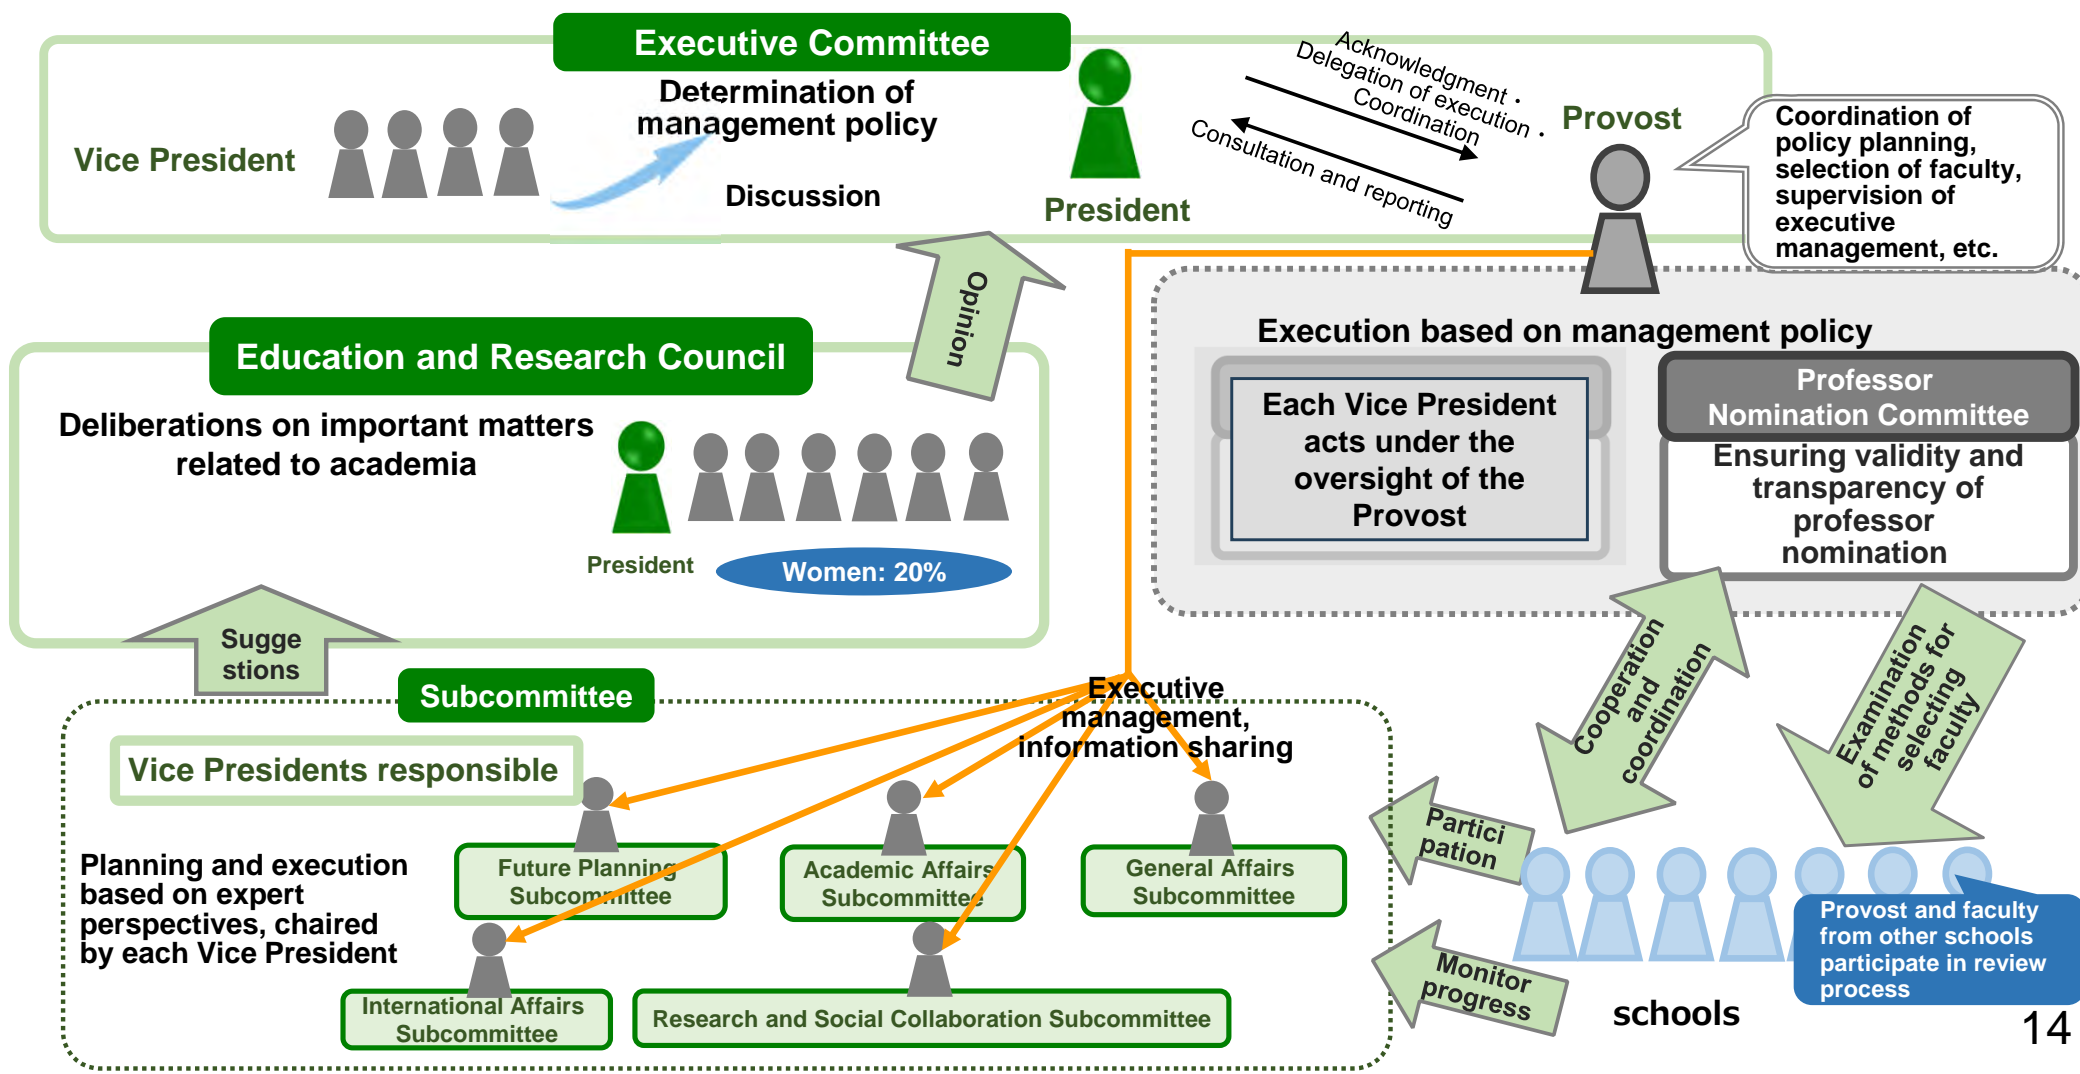 Executive Committee
Determination of
management policy
Vice President
Discussion
President
Acknowledgment・
Delegation of execution・
Coordination
Consultation and reporting
Provost
Coordination of
policy planning,
selection of faculty,
supervision of
executive
management, etc.
Opinion
Education and Research Council
Deliberations on important matters
related to academia
President
Women: 20%
Execution based on management policy
Each Vice President
acts under the
oversight of the
Provost
Professor
Nomination Committee
Ensuring validity and
transparency of
professor
nomination
Sugge
stions
Subcommittee
Executive
management,
information sharing
Vice Presidents responsible
Planning and execution
based on expert
perspectives, chaired
by each Vice President
Future Planning
Subcommittee
Academic Affairs
Subcommittee
General Affairs
Subcommittee
International Affairs
Subcommittee
Research and Social Collaboration Subcommittee
Cooperation
and
coordination
Examination
of methods for
selecting
faculty
Partici
pation
Monitor
progress
Provost and faculty
from other schools
participate in review
process
schools
14